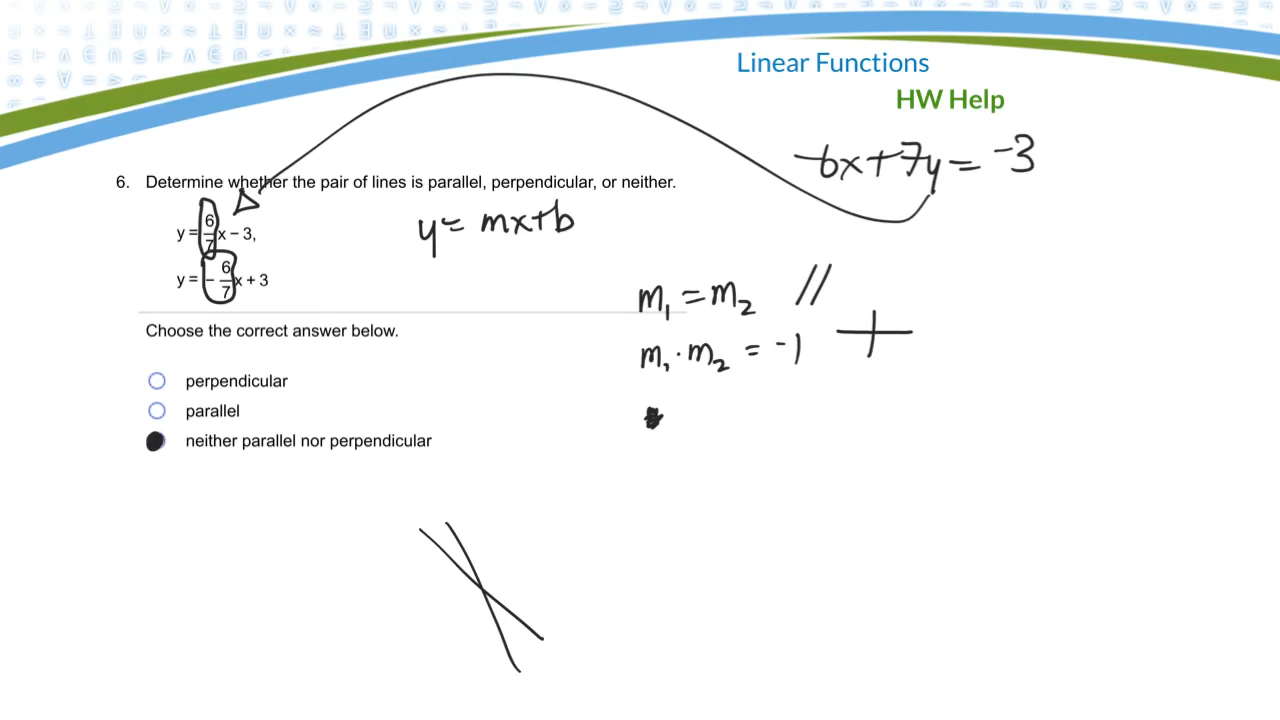 Linear Functions
HW Help
-6x+7y = -3
6. Determine whether the pair of lines is parallel, perpendicular, or neither.
y = 6/7 x − 3,
y = mx+b
y = − 6/7 x + 3
m₁ = m₂ //
Choose the correct answer below.
m₁ · m₂ = -1
perpendicular
parallel
neither parallel nor perpendicular